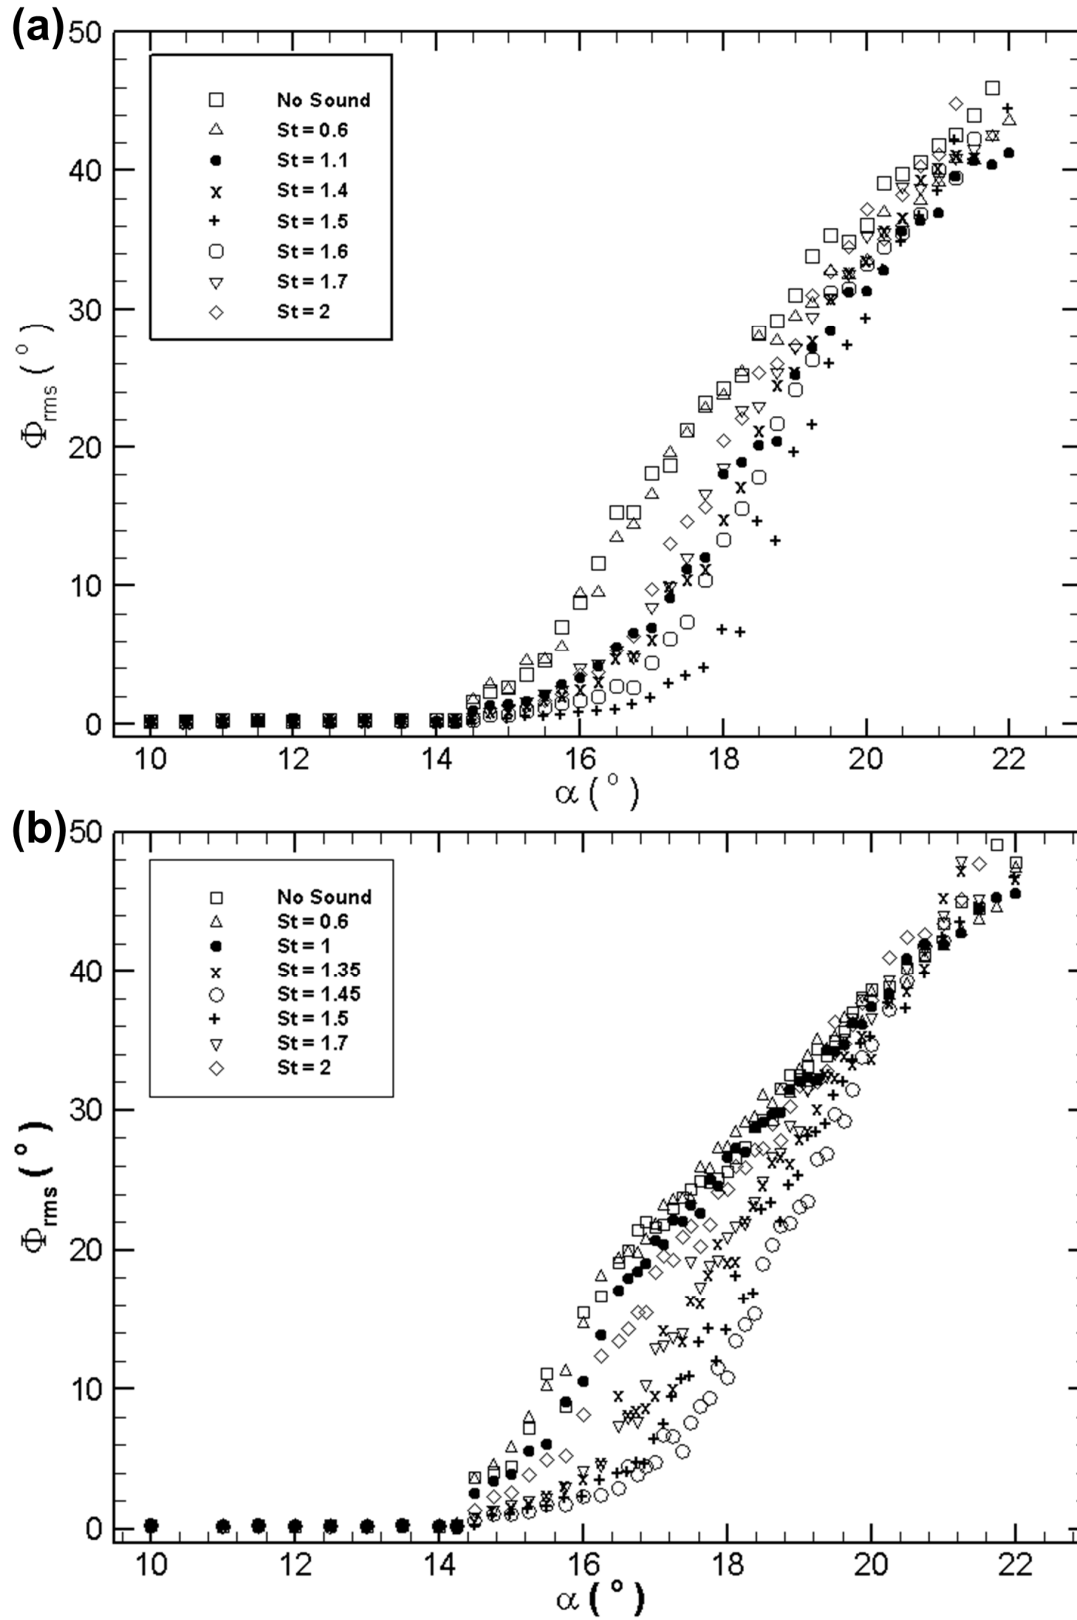 (a)
50
40
30
20
10
0
Φrms (°)
No Sound
St = 0.6
St = 1.1
St = 1.4
St = 1.5
St = 1.6
St = 1.7
St = 2
10 12 14 16 18 20 22
α (°)
(b)
50
40
30
20
10
0
Φrms (°)
No Sound
St = 0.6
St = 1
St = 1.35
St = 1.45
St = 1.5
St = 1.7
St = 2
10 12 14 16 18 20 22
α (°)